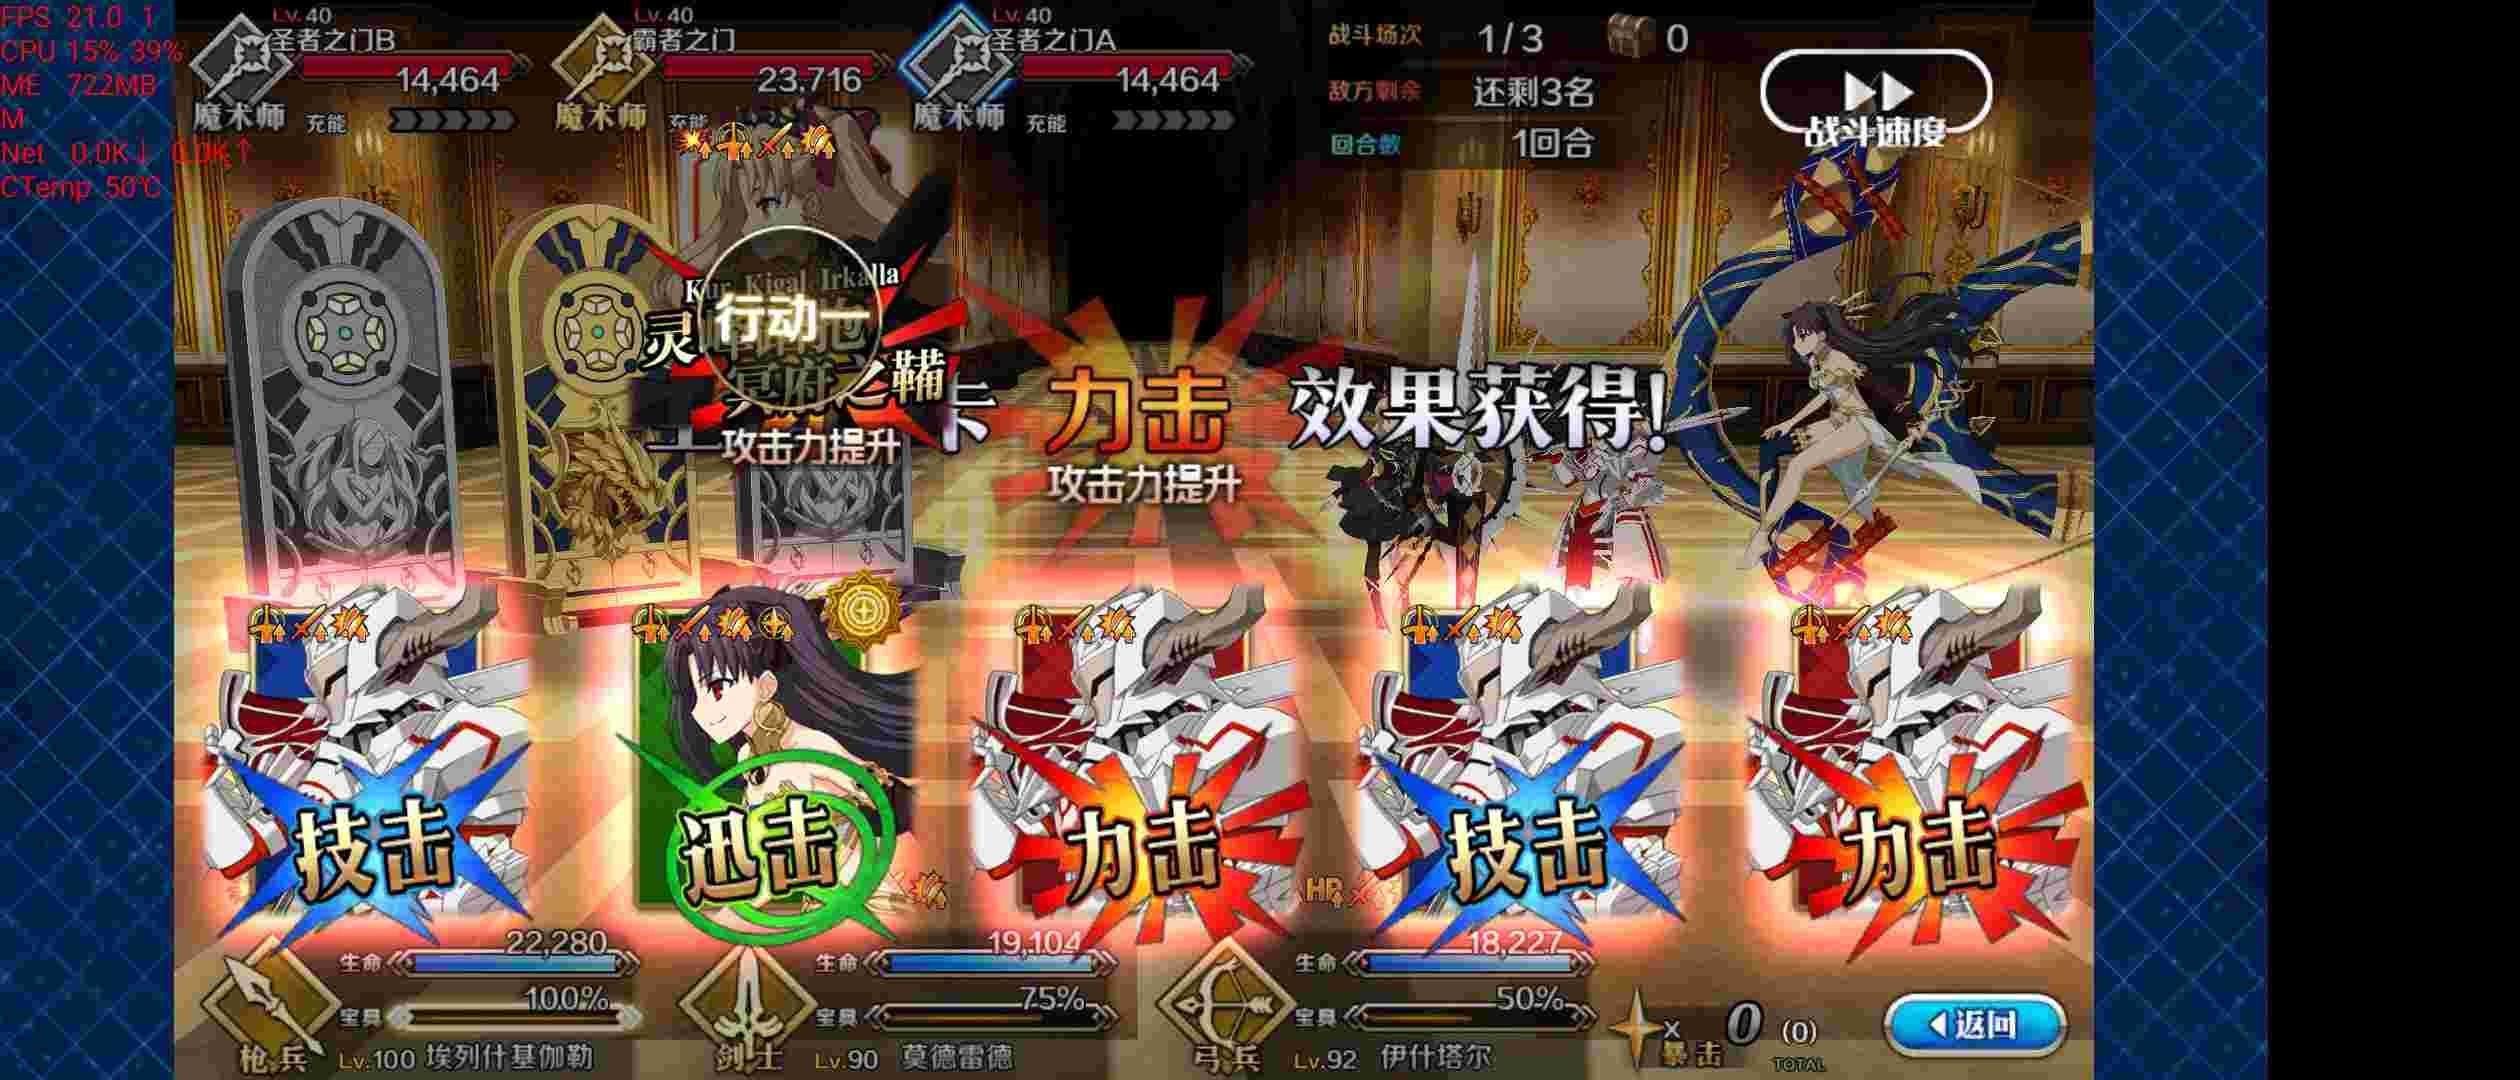 FPS 21.0 1
CPU 15% 39%
ME 722MB
M
Net 0.0K↓ 0.0K↑
CTemp 50℃
Lv.40
圣者之门B
14,464
魔术师
充能
Lv.40
霸者之门
23,716
魔术师
充能
Lv.40
圣者之门A
14,464
魔术师
充能
战斗场次 1/3 0
敌方剩余 还剩3名
回合数 1回合
战斗速度
Kur Kigal Irkalla
行动一
冥府之鞴
攻击力提升
卡 力击 效果获得!
攻击力提升
技击
迅击
力击
技击
力击
HP
生命 22,280
宝具 100%
枪兵 Lv.100 埃列什基伽勒
生命 19,104
宝具 75%
剑士 Lv.90 莫德雷德
生命 18,227
宝具 50%
弓兵 Lv.92 伊什塔尔
x 0 (0)
暴击 TOTAL
返回